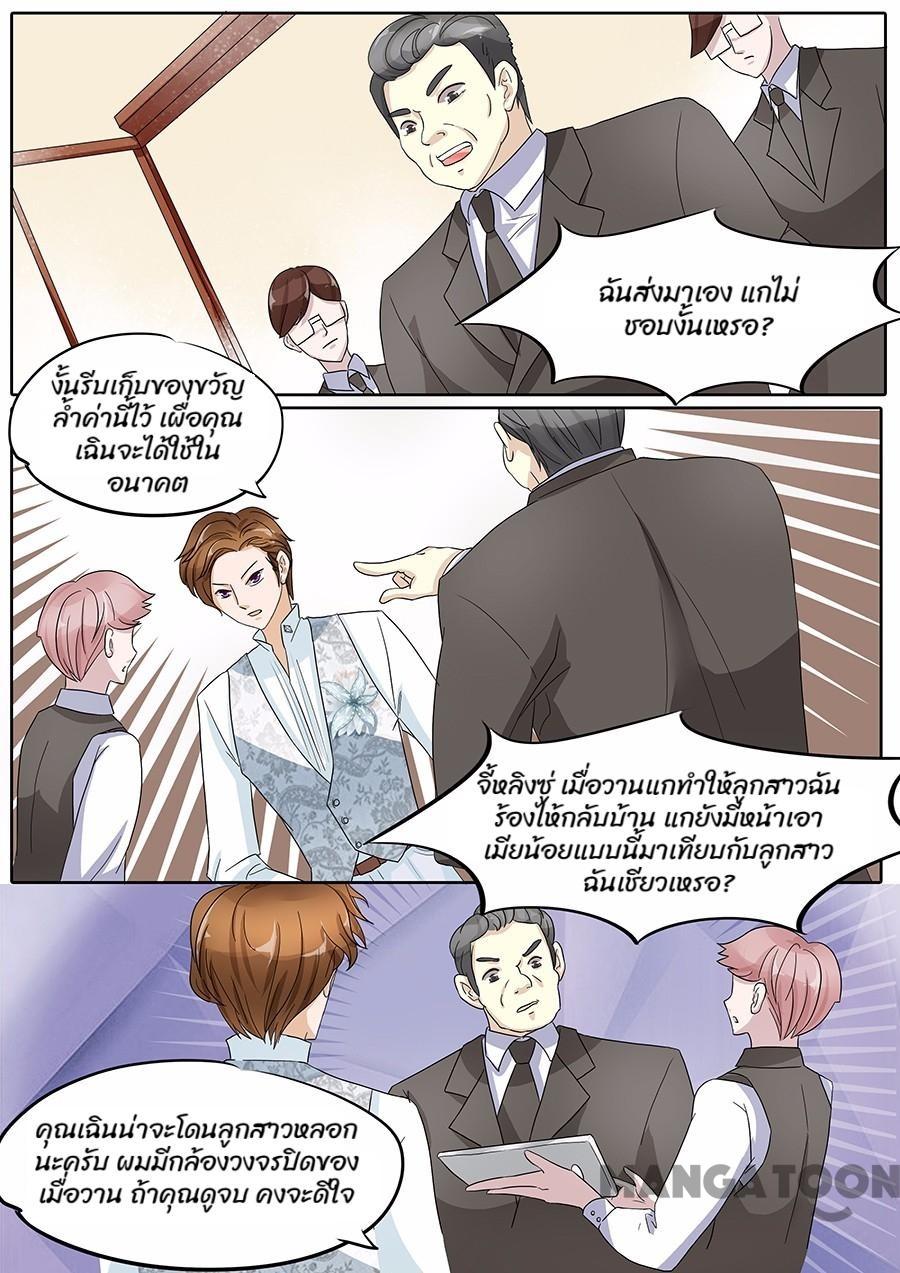 ฉันส่งมาเอง แกไม่
ชอบงั้นเหรอ?
งั้นรีบเก็บของขวัญ
ล้ำค่านี้ไว้ เผื่อคุณ
เฉินจะได้ใช้ใน
อนาคต
จี้หลิงซู่ เมื่อวานแกทำให้ลูกสาวฉัน
ร้องไห้กลับบ้าน แกยังมีหน้าเอา
เมียน้อยแบบนี้มาเทียบกับลูกสาว
ฉันเชียวเหรอ?
คุณเฉินน่าจะโดนลูกสาวหลอก
นะครับ ผมมีกล้องวงจรปิดของ
เมื่อวาน ถ้าคุณดูจบ คงจะดีใจ
MANGATOON